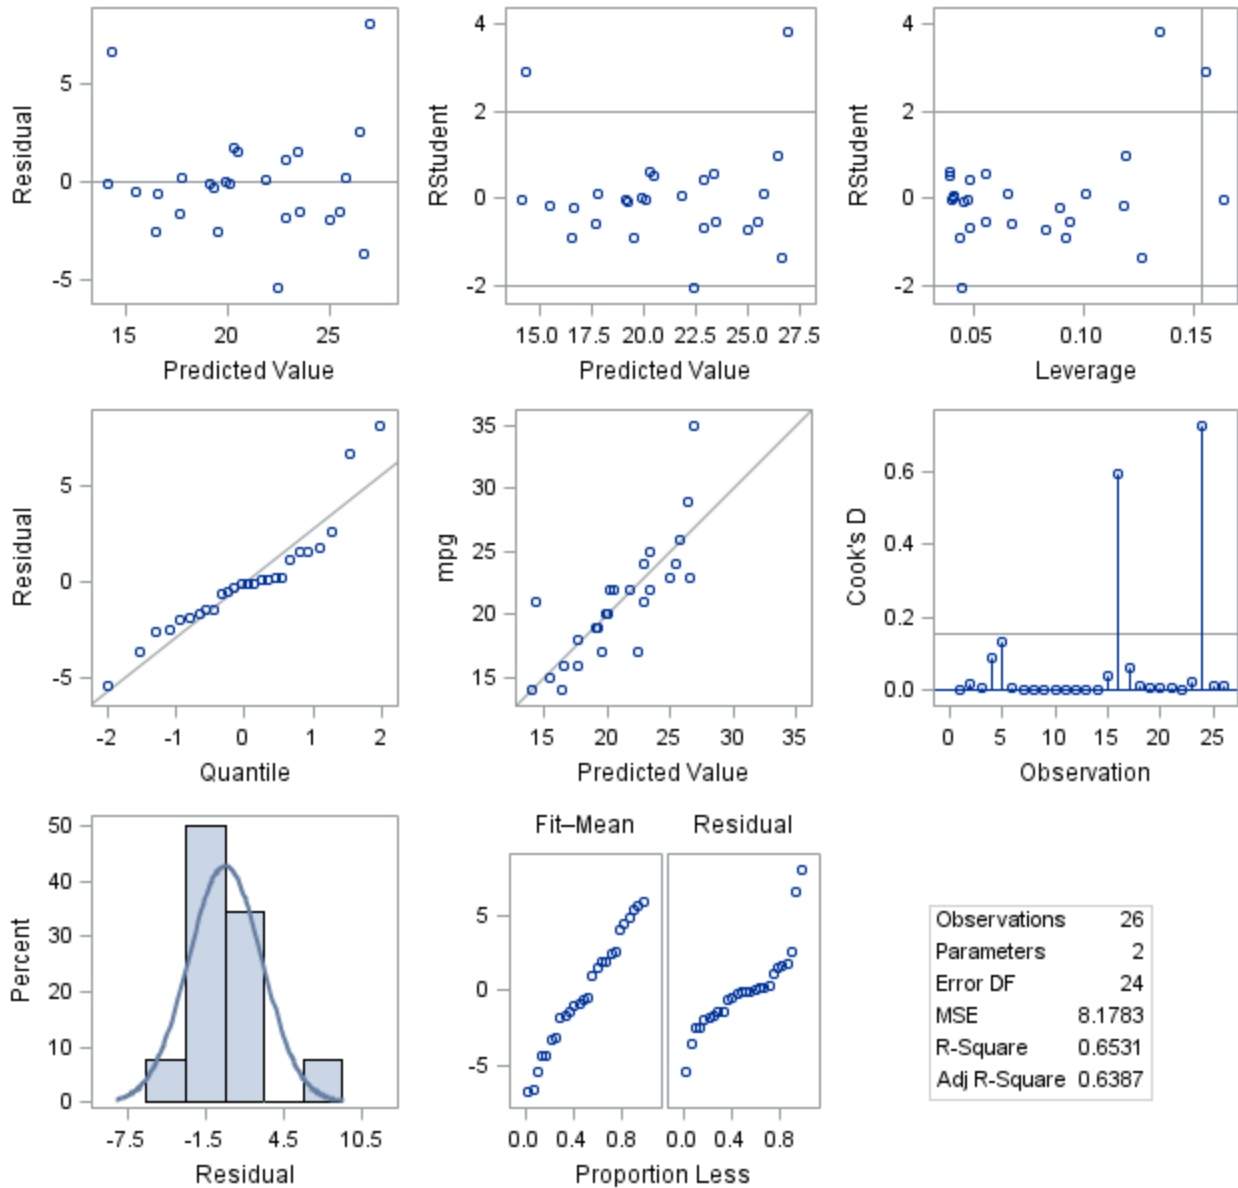 Residual
5
0
-5
15 20 25
Predicted Value
RStudent
4
2
0
-2
15.0 17.5 20.0 22.5 25.0 27.5
Predicted Value
RStudent
4
2
0
-2
0.05 0.10 0.15
Leverage
Residual
5
0
-5
-2 -1 0 1 2
Quantile
mpg
35
30
25
20
15
15 20 25 30 35
Predicted Value
Cook's D
0.6
0.4
0.2
0.0
0 5 10 15 20 25
Observation
Percent
50
40
30
20
10
0
-7.5 -1.5 4.5 10.5
Residual
Fit–Mean Residual
5
0
-5
0.0 0.4 0.8 0.0 0.4 0.8
Proportion Less
Observations 26
Parameters 2
Error DF 24
MSE 8.1783
R-Square 0.6531
Adj R-Square 0.6387